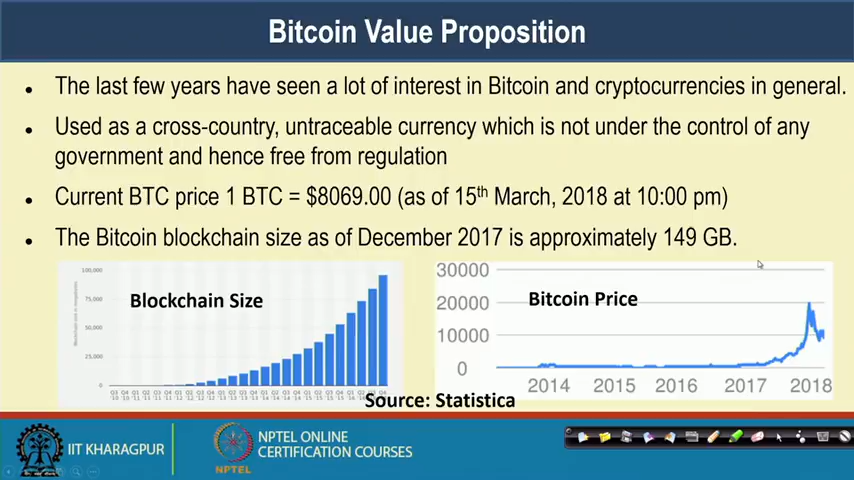 Bitcoin Value Proposition
The last few years have seen a lot of interest in Bitcoin and cryptocurrencies in general.
Used as a cross-country, untraceable currency which is not under the control of any
government and hence free from regulation
Current BTC price 1 BTC = $8069.00 (as of 15th March, 2018 at 10:00 pm)
The Bitcoin blockchain size as of December 2017 is approximately 149 GB.
Blockchain Size
100,000
75,000
50,000
25,000
0
Bitcoin Price
30000
20000
10000
0
2014 2015 2016 2017 2018
Source: Statistica
IIT KHARAGPUR
NPTEL
NPTEL ONLINE
CERTIFICATION COURSES